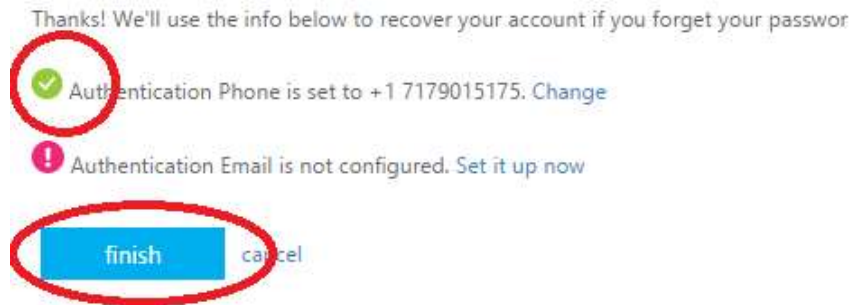 Thanks! We'll use the info below to recover your account if you forget your passwor
Authentication Phone is set to +1 7179015175. Change
! Authentication Email is not configured. Set it up now
finish cancel